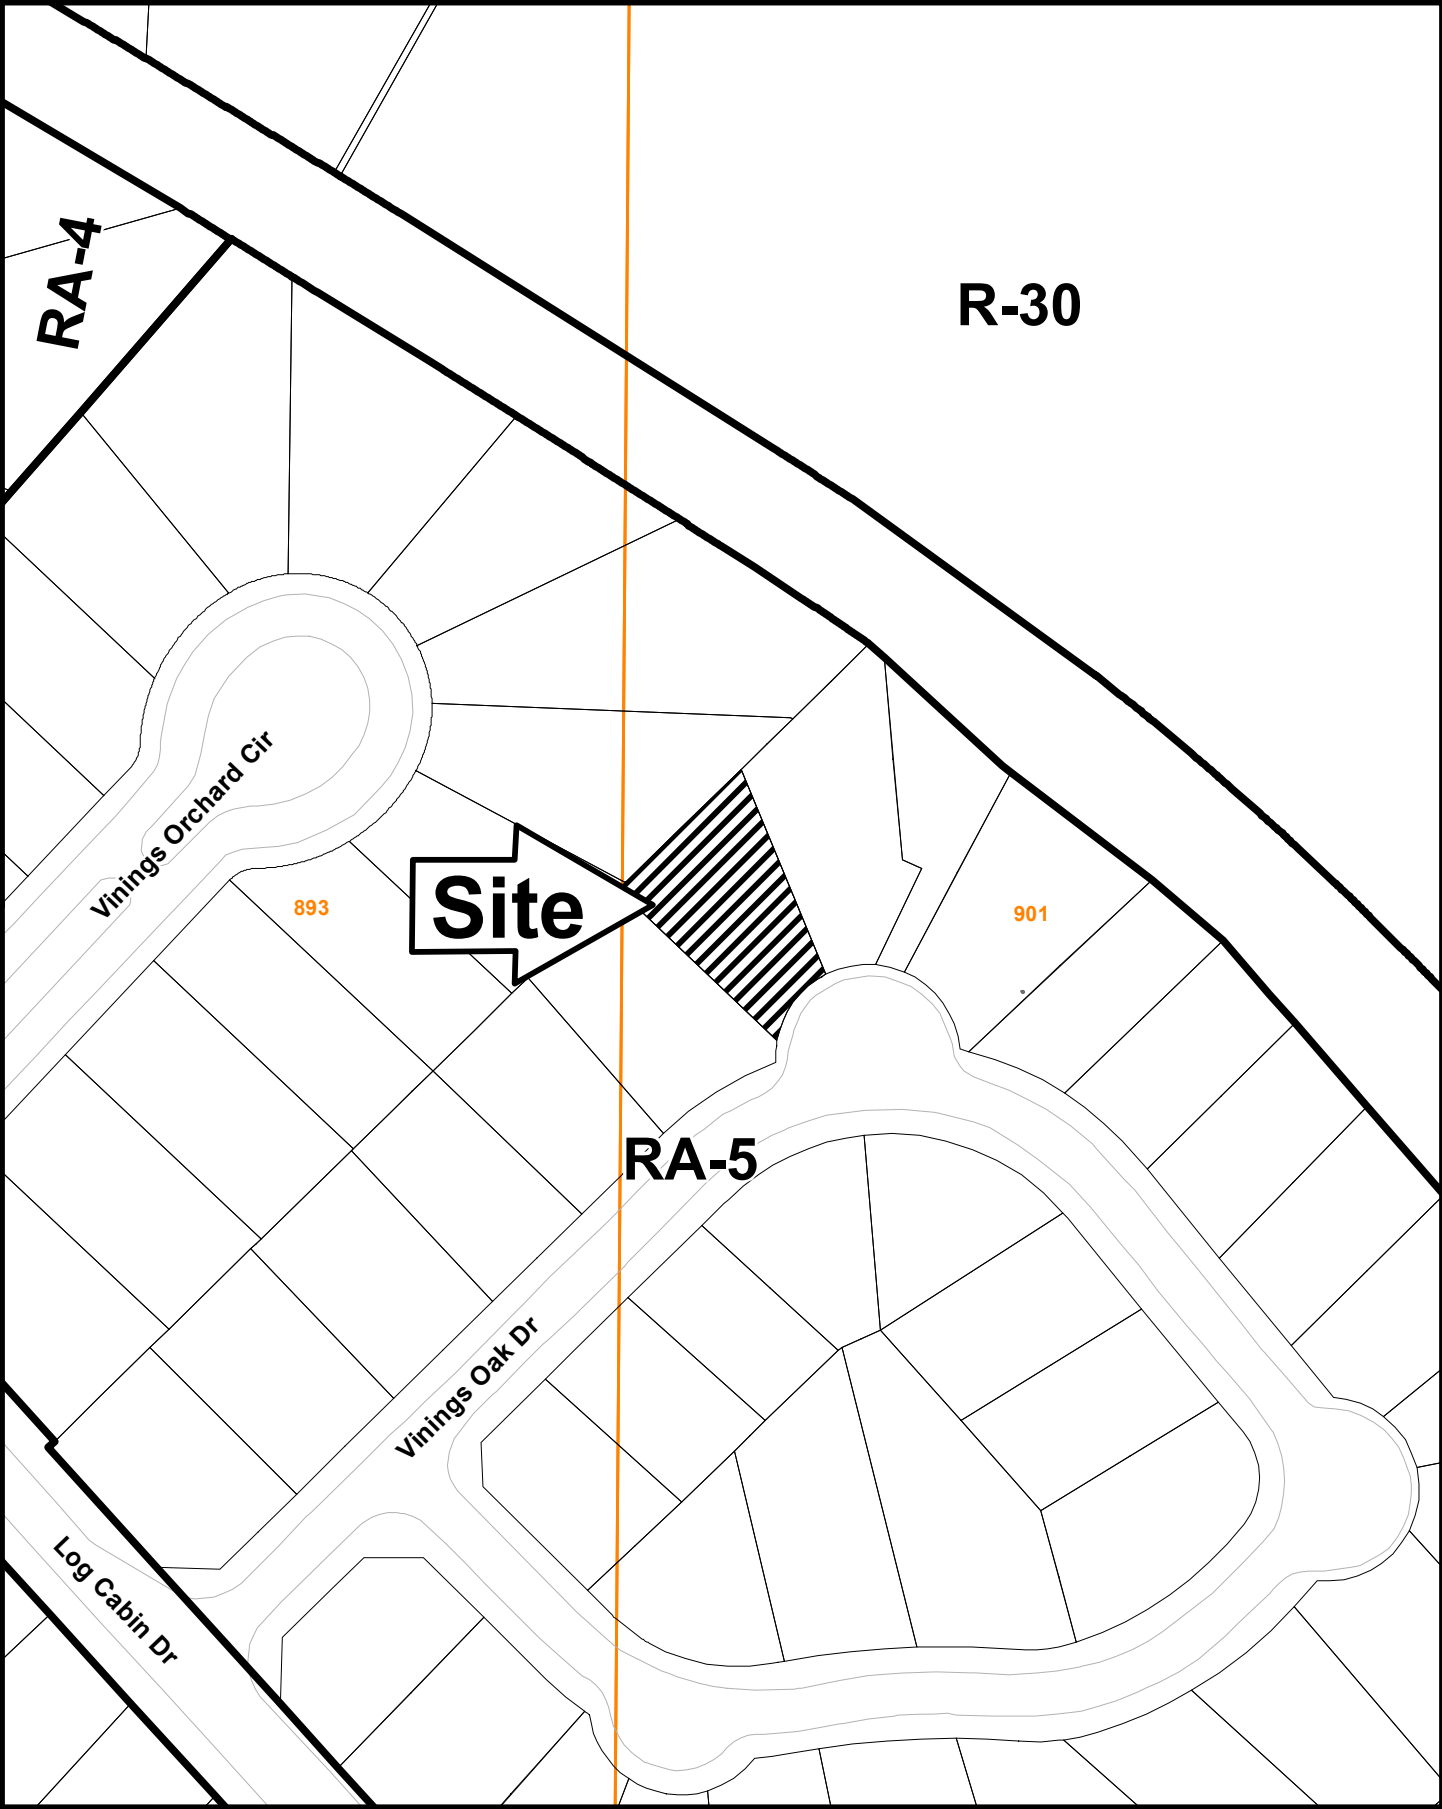 RA-4
R-30
Vinings Orchard Cir
893
Site
901
RA-5
Vinings Oak Dr
Log Cabin Dr